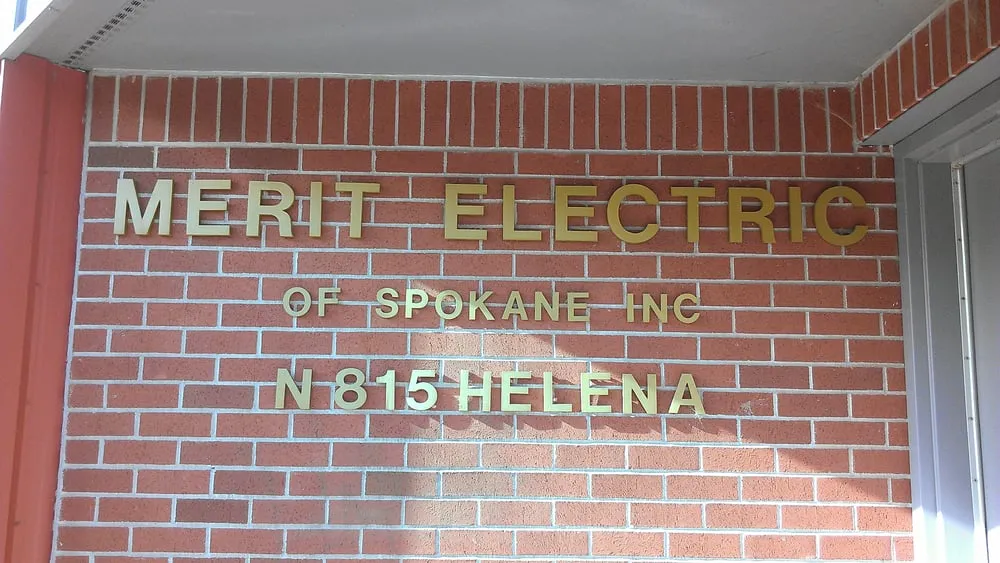 MERIT ELECTRIC
OF SPOKANE INC
N 815 HELENA